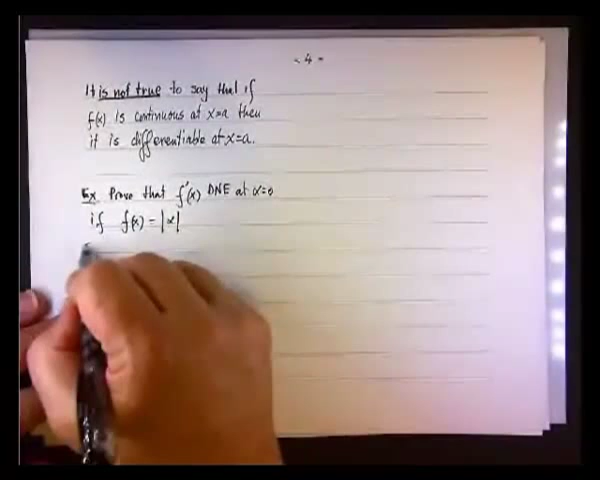 - 4 -
It is not true to say that if
f(x) is continuous at x=a then
it is differentiable at x=a.
Ex Prove that f'(x) DNE at x=0
if f(x) = |x|